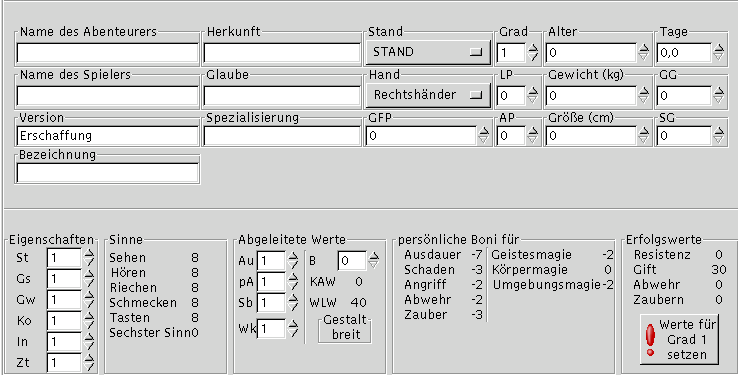 Name des Abenteurers Herkunft Stand Grad Alter Tage
STAND 1 0 0,0
Name des Spielers Glaube Hand LP Gewicht (kg) GG
Rechtshänder 0 0 0
Version Spezialisierung GFP AP Größe (cm) SG
Erschaffung 0 0 0 0
Bezeichnung
Eigenschaften
St 1
Gs 1
Gw 1
Ko 1
In 1
Zt 1
Sinne
Sehen 8
Hören 8
Riechen 8
Schmecken 8
Tasten 8
Sechster Sinn0
Abgeleitete Werte
Au 1 B 0
pA 1 KAW 0
Sb 1 WLW 40
Wk 1 Gestalt
breit
persönliche Boni für
Ausdauer -7 Geistesmagie -2
Schaden -3 Körpermagie 0
Angriff -2 Umgebungsmagie-2
Abwehr -2
Zauber -3
Erfolgswerte
Resistenz 0
Gift 30
Abwehr 0
Zaubern 0
Werte für
Grad 1
setzen